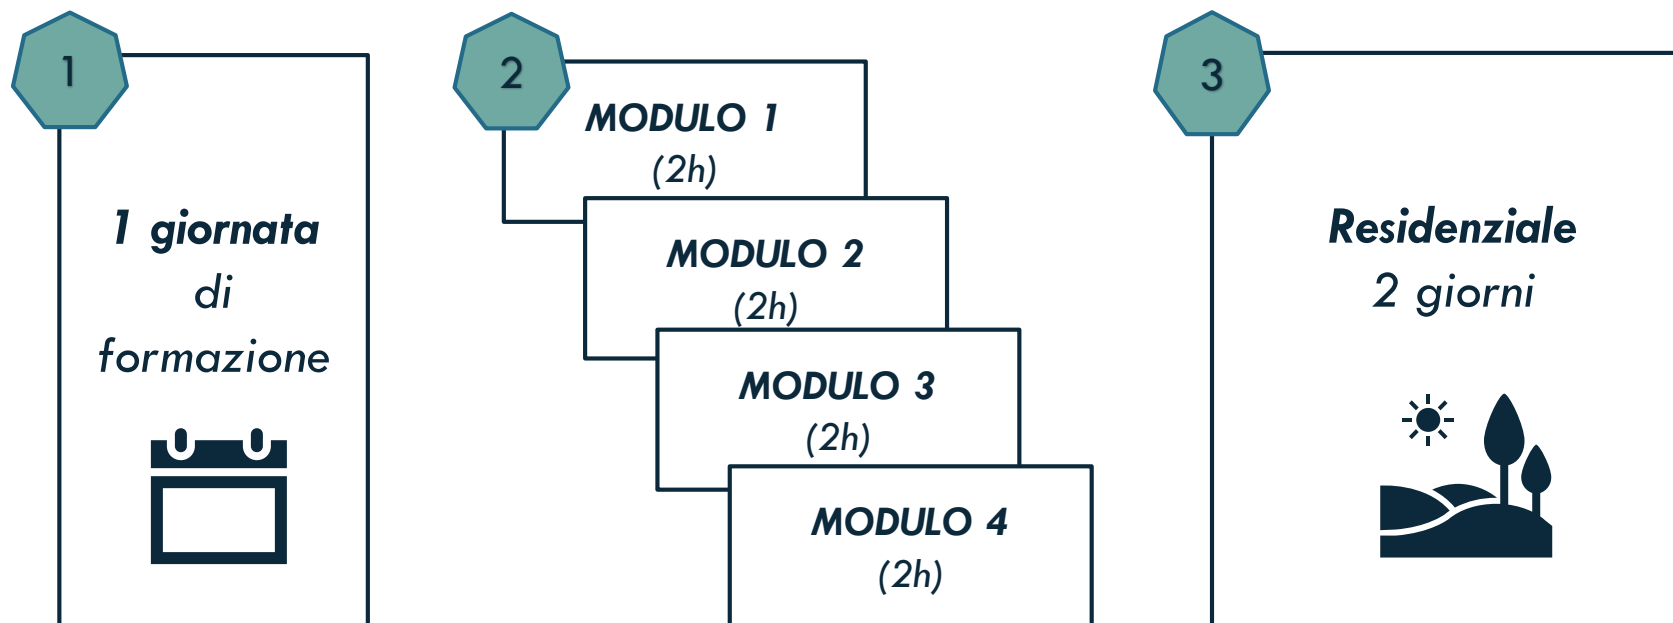 1
1 giornata
di
formazione
2
MODULO 1
(2h)
MODULO 2
(2h)
MODULO 3
(2h)
MODULO 4
(2h)
3
Residenziale
2 giorni